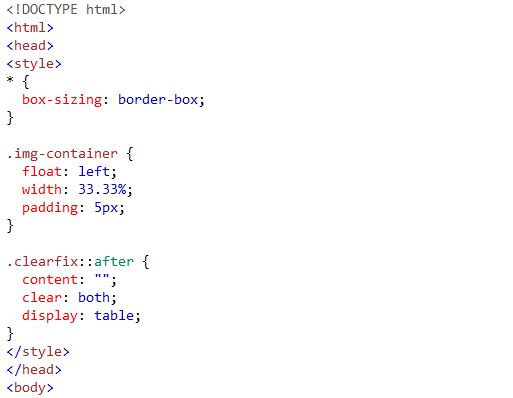 <!DOCTYPE html>
<html>
<head>
<style>
* {
  box-sizing: border-box;
}

.img-container {
  float: left;
  width: 33.33%;
  padding: 5px;
}

.clearfix::after {
  content: "";
  clear: both;
  display: table;
}
</style>
</head>
<body>